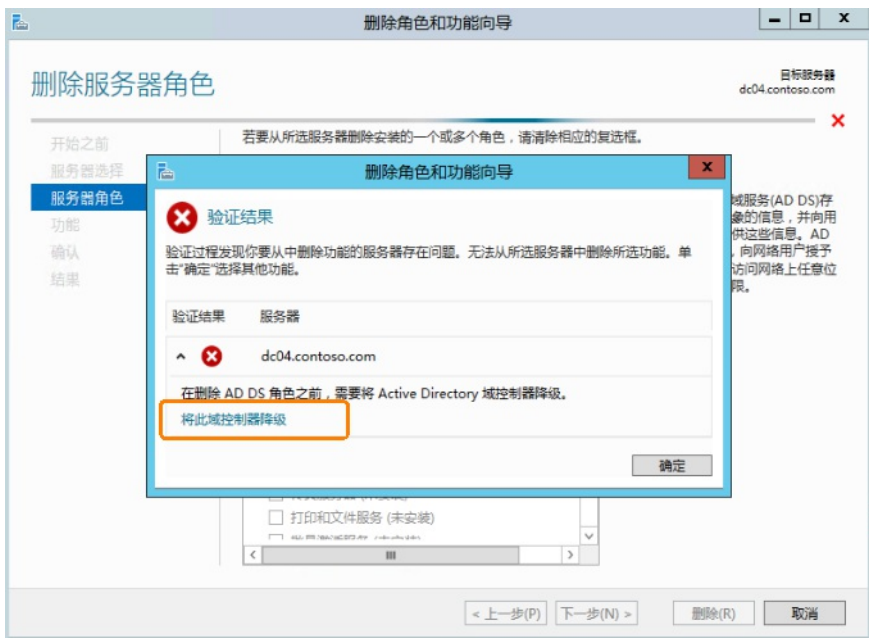 删除角色和功能向导
删除服务器角色
目标服务器
dc04.contoso.com
开始之前
服务器选择
服务器角色
功能
确认
结果
若要从所选服务器删除安装的一个或多个角色，请清除相应的复选框。
域服务(AD DS)存
象的信息，并向用
供这些信息。AD
，向网络用户授予
访问网络上任意位
限。
删除角色和功能向导
验证结果
验证过程发现你要从中删除功能的服务器存在问题。无法从所选服务器中删除所选功能。单
击"确定"选择其他功能。
验证结果 服务器
dc04.contoso.com
在删除 AD DS 角色之前，需要将 Active Directory 域控制器降级。
将此域控制器降级
确定
打印和文件服务 (未安装)
< 上一步(P) 下一步(N) > 删除(R) 取消